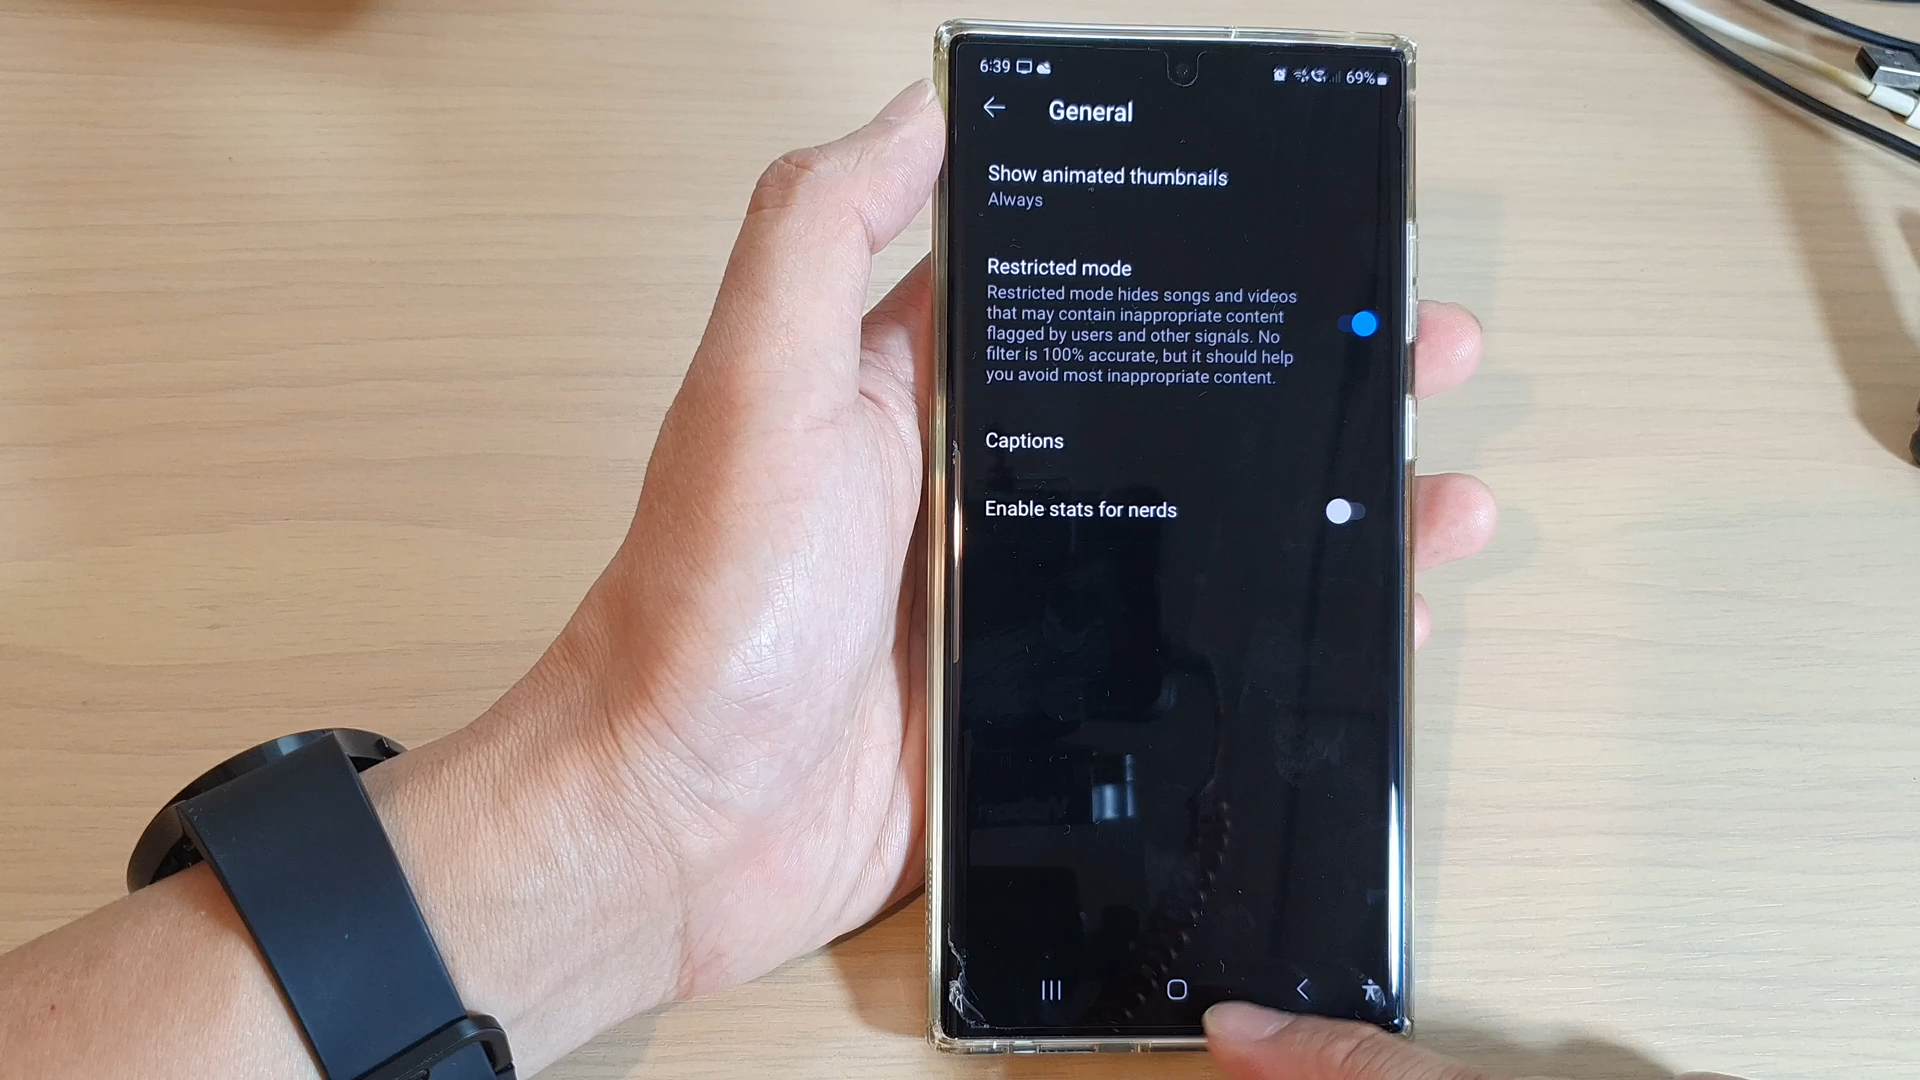 6:39
69%
General
Show animated thumbnails
Always
Restricted mode
Restricted mode hides songs and videos
that may contain inappropriate content
flagged by users and other signals. No
filter is 100% accurate, but it should help
you avoid most inappropriate content.
Captions
Enable stats for nerds